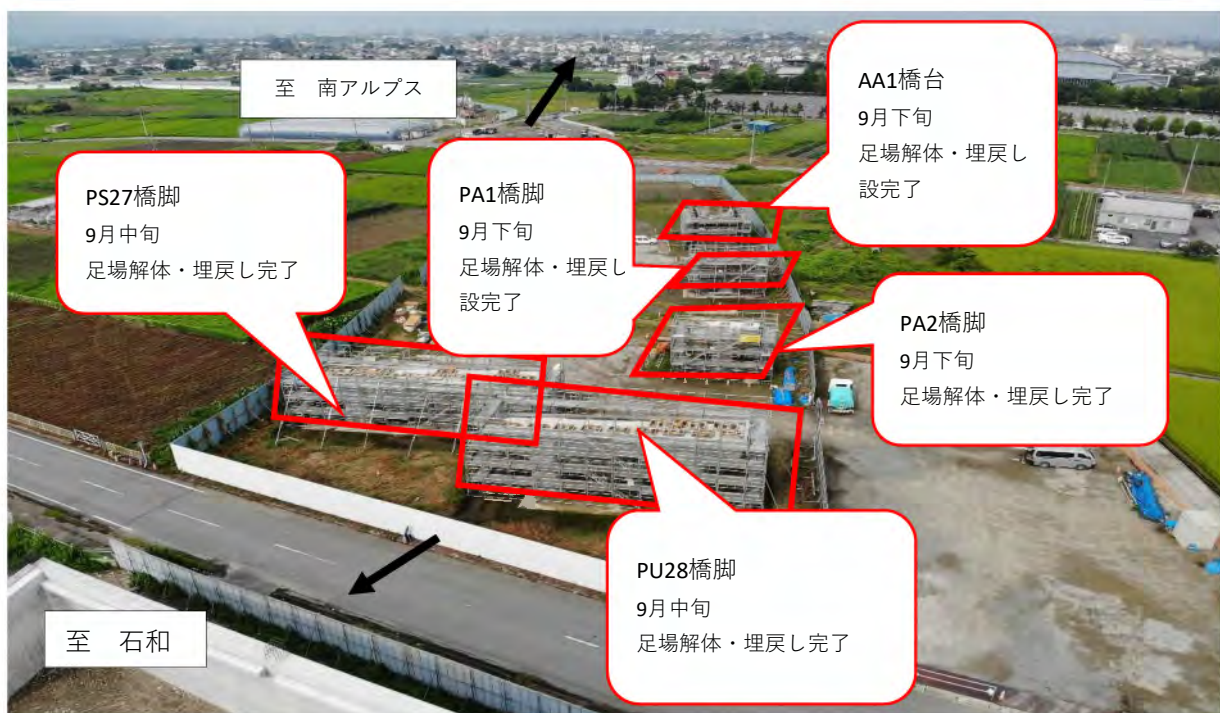 至 南アルプス
AA1橋台
9月下旬
足場解体・埋戻し
設完了
PS27橋脚
9月中旬
足場解体・埋戻し完了
PA1橋脚
9月下旬
足場解体・埋戻し
設完了
PA2橋脚
9月下旬
足場解体・埋戻し完了
PU28橋脚
9月中旬
足場解体・埋戻し完了
至 石和